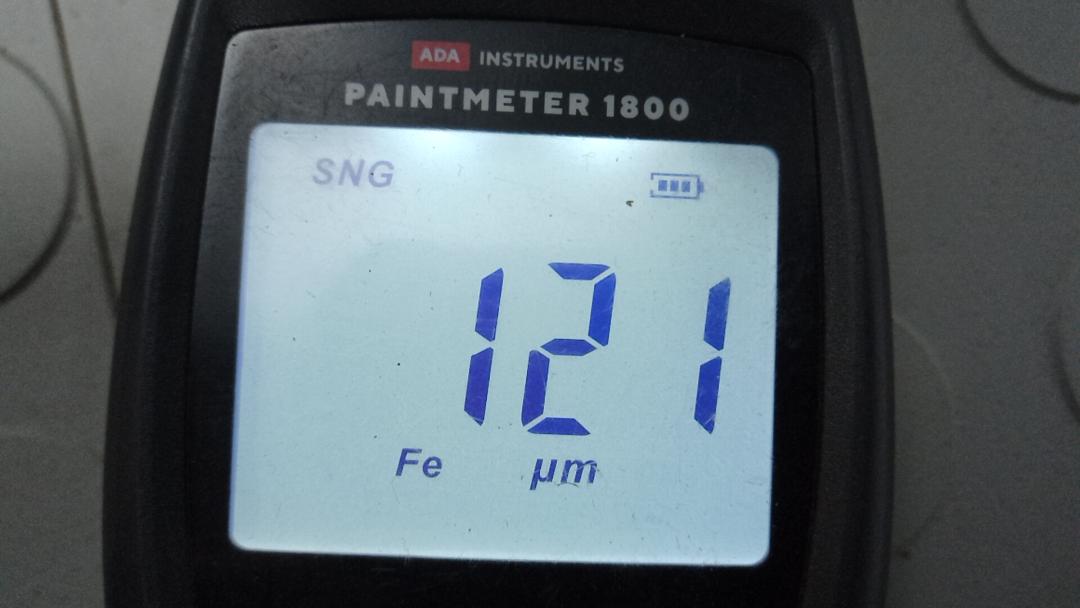 ADA INSTRUMENTS
PAINTMETER 1800
SNG
121
Fe μm